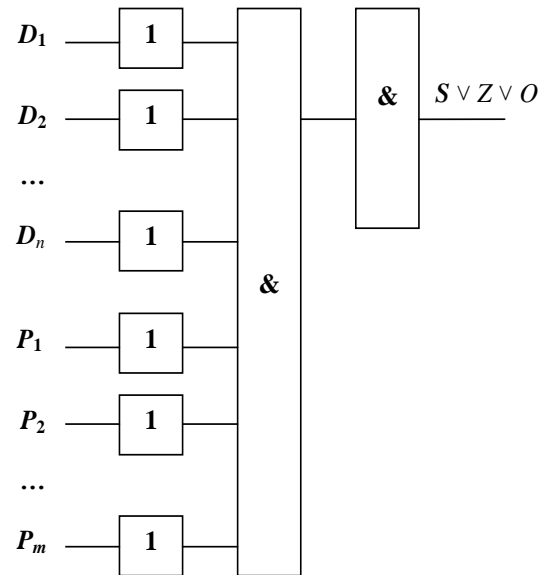 D₁ 1
D₂ 1 & S ∨ Z ∨ O
...
Dₙ 1
&
P₁ 1
P₂ 1
...
Pₘ 1